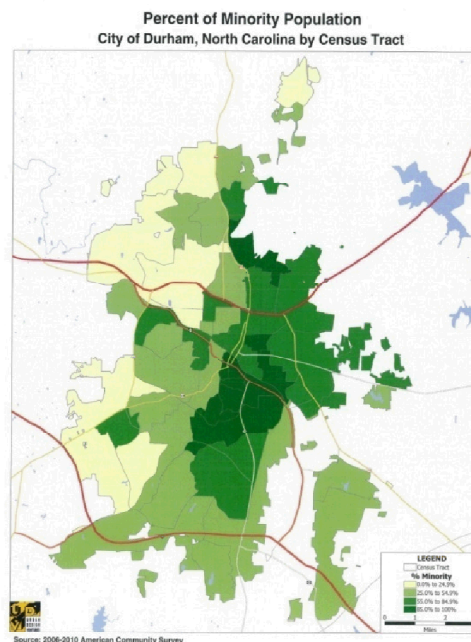 Percent of Minority Population
City of Durham, North Carolina by Census Tract
LEGEND
Census Tract
% Minority
0.0% to 24.9%
25.0% to 54.9%
55.0% to 84.9%
85.0% to 100%
0 1 2
Miles
Source: 2006-2010 American Community Survey